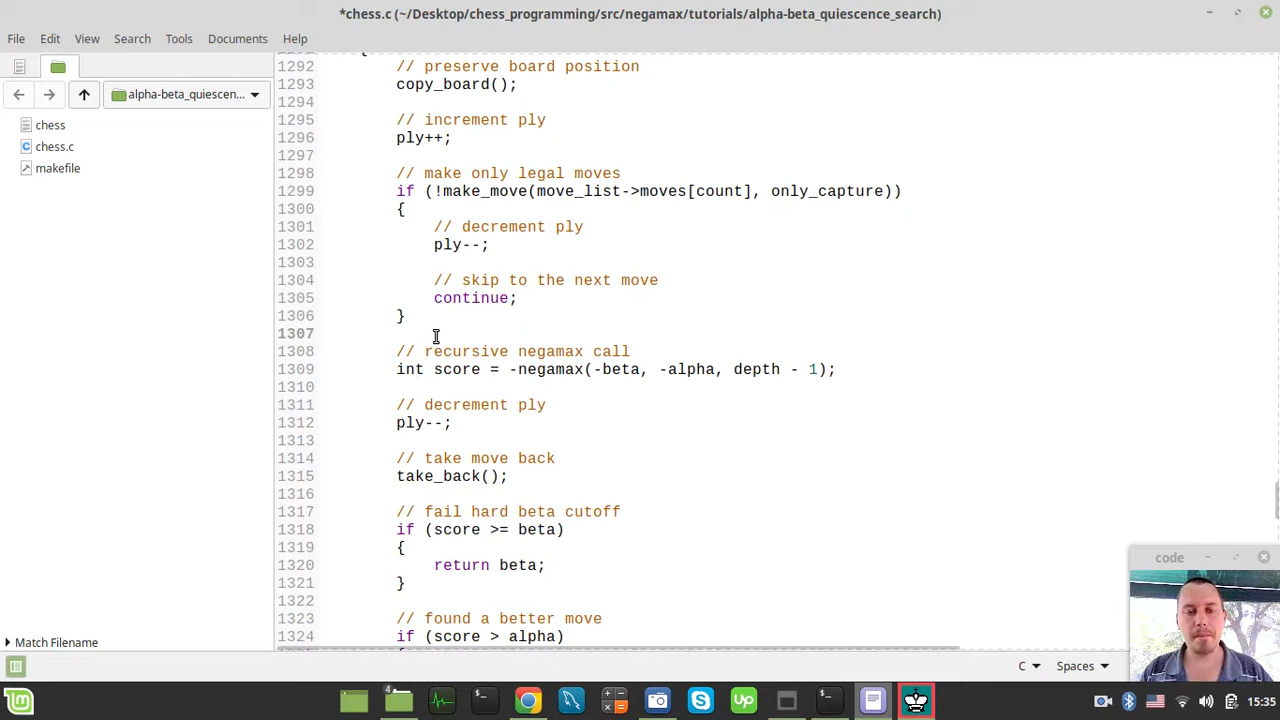 *chess.c (~/Desktop/chess_programming/src/negamax/tutorials/alpha-beta_quiescence_search)
File Edit View Search Tools Documents Help
alpha-beta_quiescen...
chess
chess.c
makefile
Match Filename
1292 // preserve board position
1293 copy_board();
1294
1295 // increment ply
1296 ply++;
1297
1298 // make only legal moves
1299 if (!make_move(move_list->moves[count], only_capture))
1300 {
1301 // decrement ply
1302 ply--;
1303
1304 // skip to the next move
1305 continue;
1306 }
1307
1308 // recursive negamax call
1309 int score = -negamax(-beta, -alpha, depth - 1);
1310
1311 // decrement ply
1312 ply--;
1313
1314 // take move back
1315 take_back();
1316
1317 // fail hard beta cutoff
1318 if (score >= beta)
1319 {
1320 return beta;
1321 }
1322
1323 // found a better move
1324 if (score > alpha)
code
C Spaces
4
Up
15:35